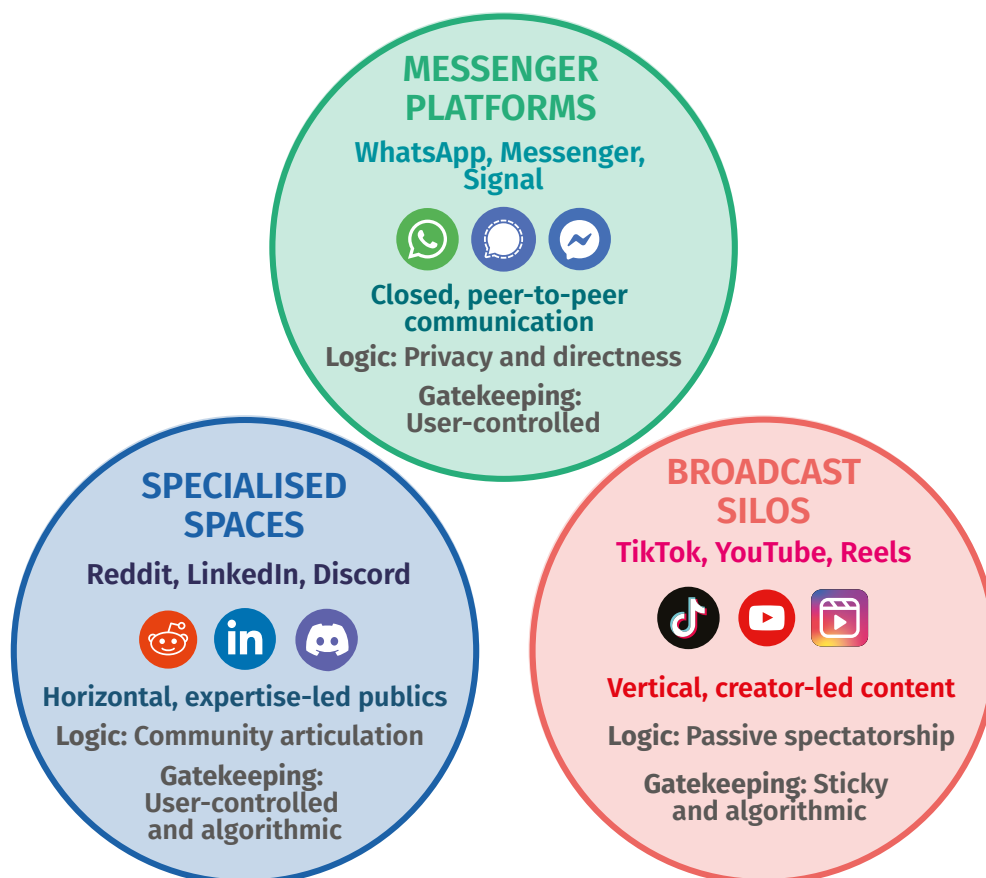 MESSENGER
PLATFORMS
WhatsApp, Messenger,
Signal
Closed, peer-to-peer
communication
Logic: Privacy and directness
Gatekeeping:
User-controlled
SPECIALISED
SPACES
Reddit, LinkedIn, Discord
in
Horizontal, expertise-led publics
Logic: Community articulation
Gatekeeping:
User-controlled
and algorithmic
BROADCAST
SILOS
TikTok, YouTube, Reels
Vertical, creator-led content
Logic: Passive spectatorship
Gatekeeping: Sticky
and algorithmic